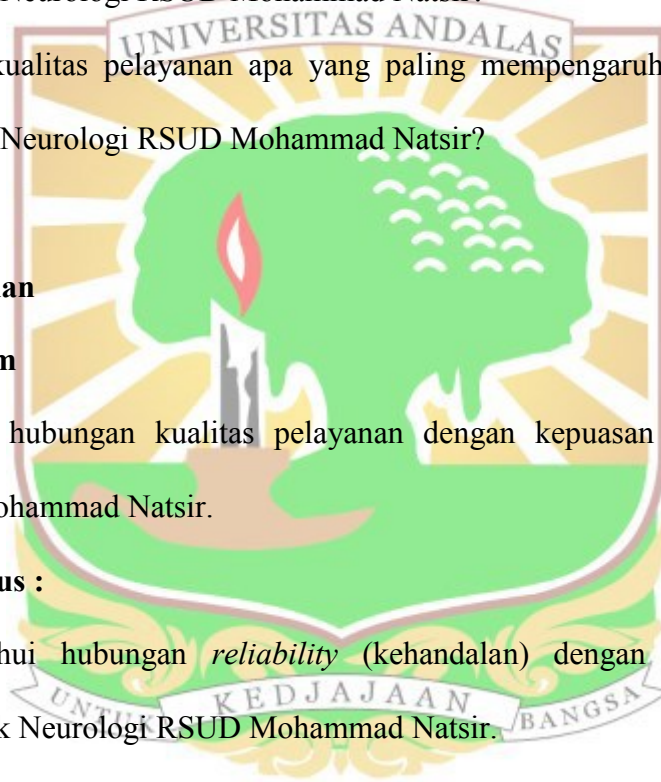 Neurologi RSUD Mohammad Natsir?
UNIVERSITAS ANDALAS
kualitas pelayanan apa yang paling mempengaruh
Neurologi RSUD Mohammad Natsir?
an
m
hubungan kualitas pelayanan dengan kepuasan
ohammad Natsir.
us :
hui hubungan reliability (kehandalan) dengan
UNTUK KEDJAJAAN BANGSA
k Neurologi RSUD Mohammad Natsir.